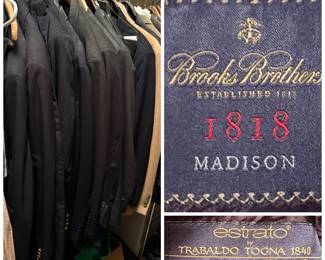 Brooks Brothers
ESTABLISHED 1818
1818
MADISON
estrato
by
TRABALDO TOGNA 1840